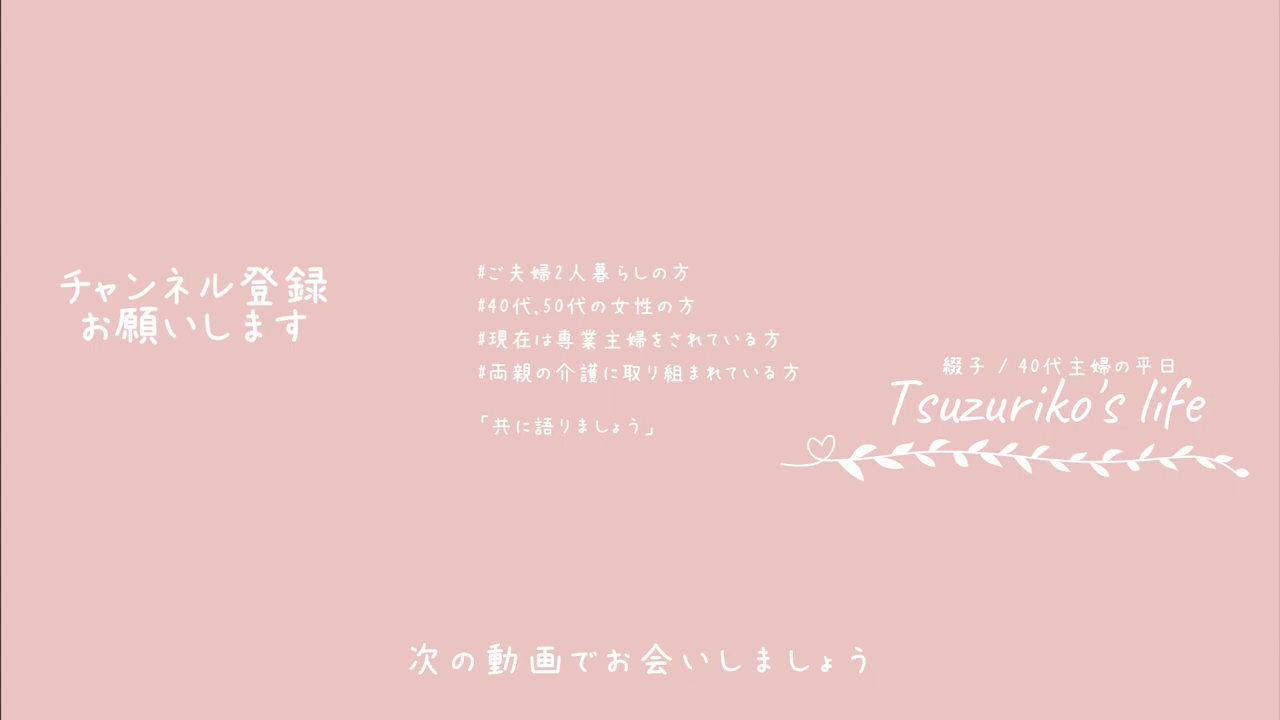 チャンネル登録
お願いします
#ご夫婦2人暮らしの方
#40代,50代の女性の方
#現在は専業主婦をされている方
#両親の介護に取り組まれている方
「共に語りましょう」
綴子 / 40代主婦の平日
Tsuzuriko's life
次の動画でお会いしましょう